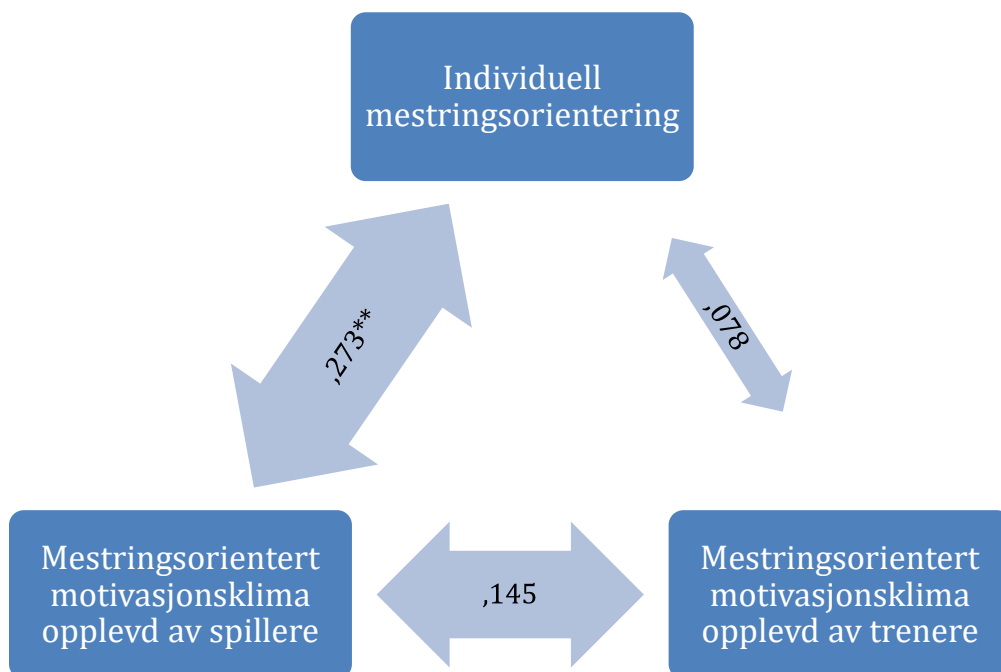 Individuell
mestringsorientering
,273**
,078
Mestringsorientert
motivasjonsklima
opplevd av spillere
,145
Mestringsorientert
motivasjonsklima
opplevd av trenere